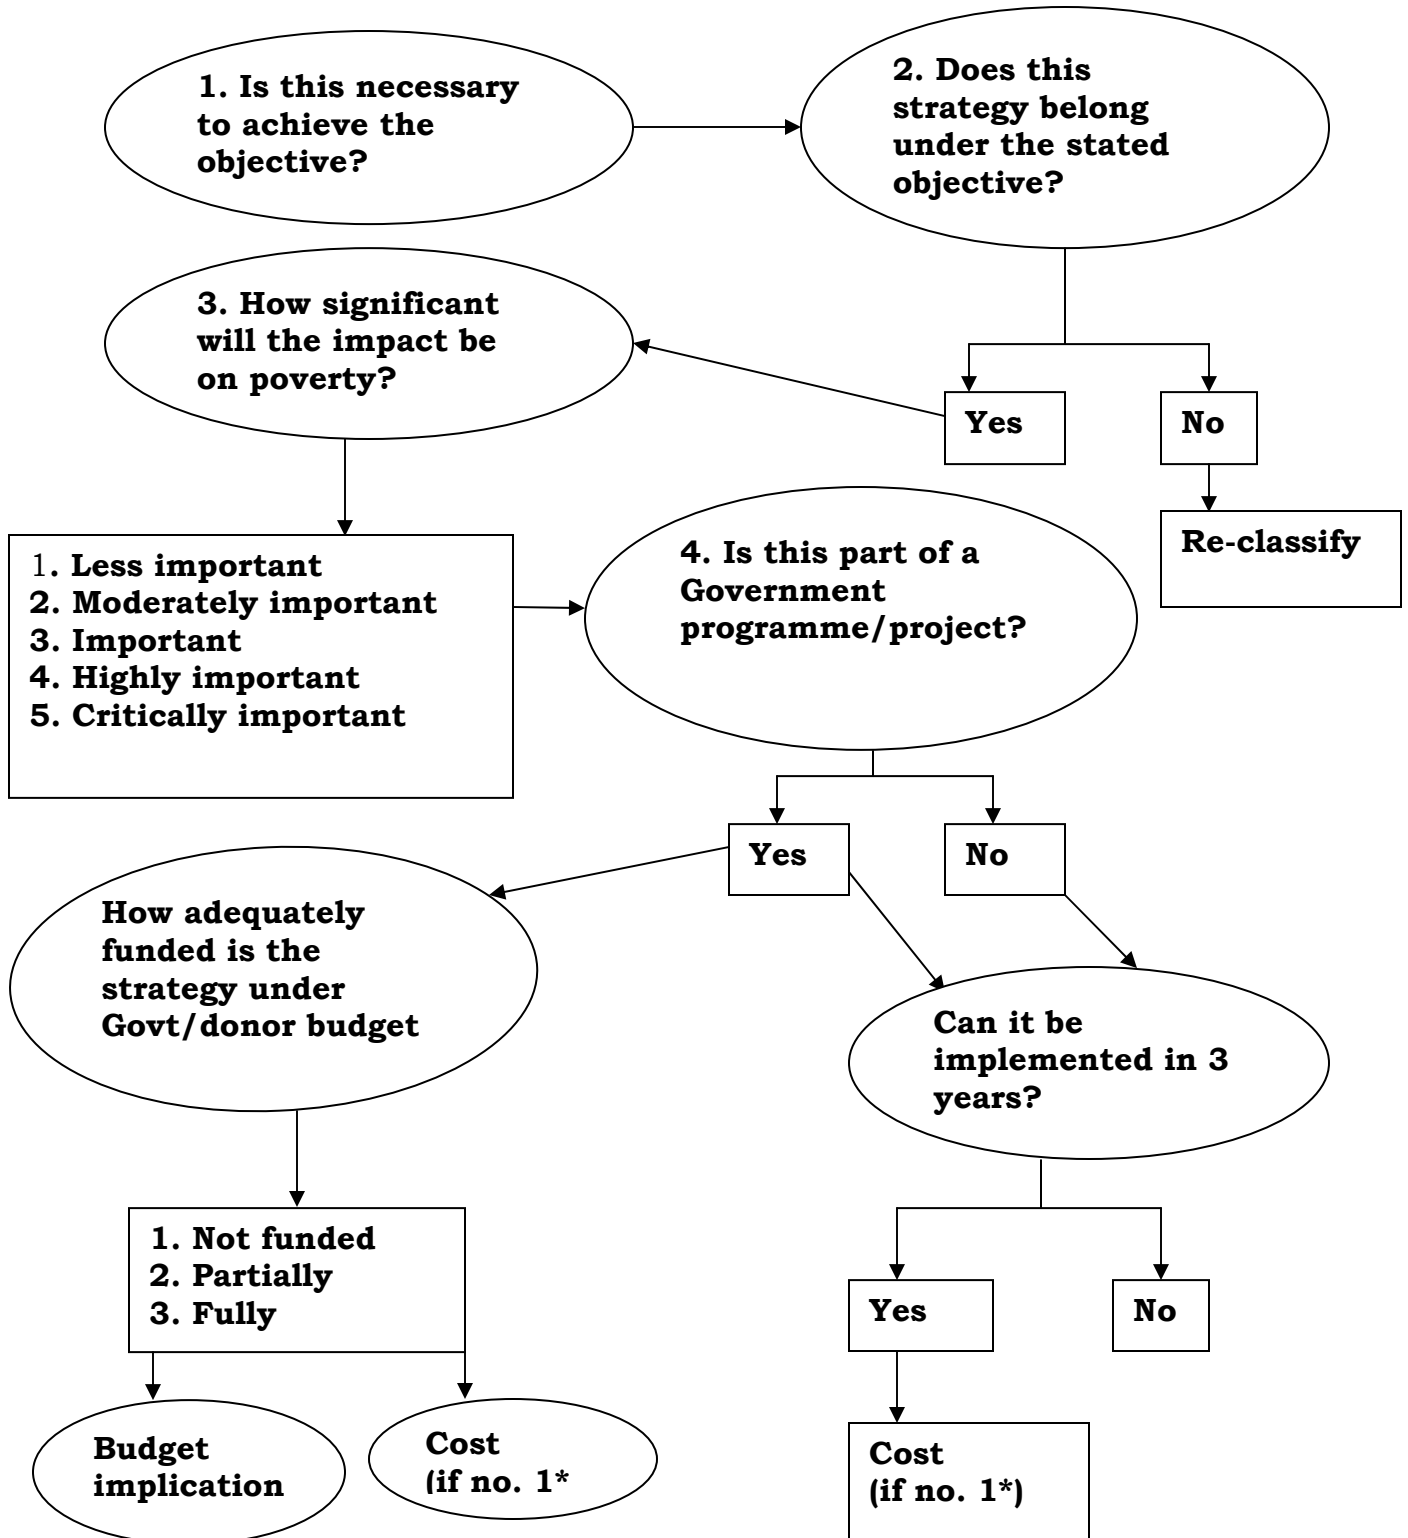 1. Is this necessary
to achieve the
objective?
2. Does this
strategy belong
under the stated
objective?
3. How significant
will the impact be
on poverty?
Yes
No
Re-classify
1. Less important
2. Moderately important
3. Important
4. Highly important
5. Critically important
4. Is this part of a
Government
programme/project?
Yes
No
How adequately
funded is the
strategy under
Govt/donor budget
Can it be
implemented in 3
years?
1. Not funded
2. Partially
3. Fully
Yes
No
Budget
implication
Cost
(if no. 1*
Cost
(if no. 1*)